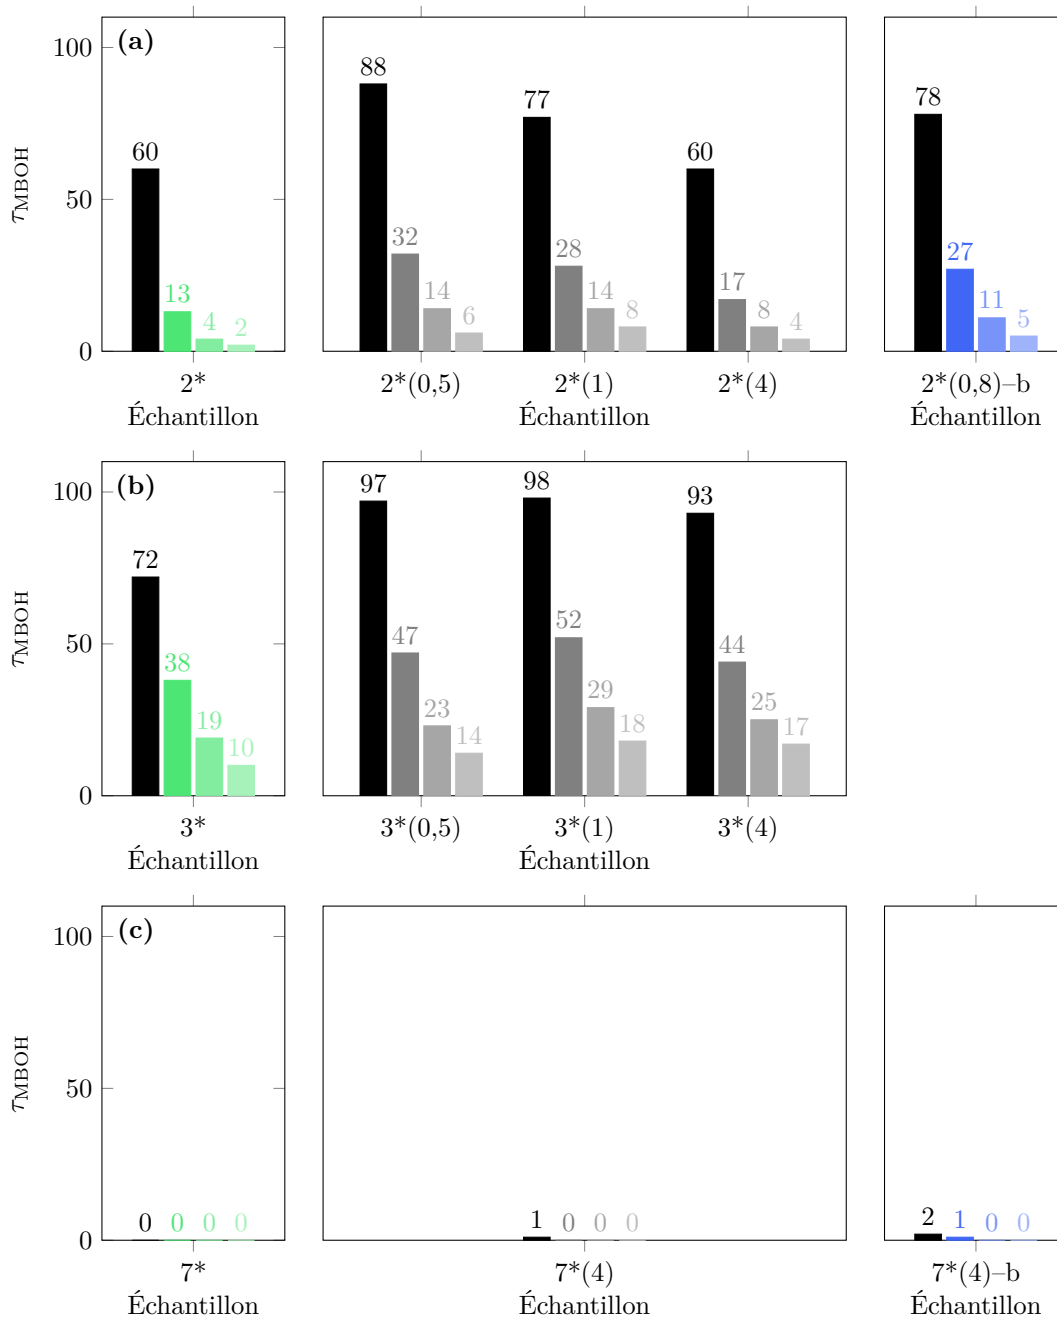 (a)
τMBOH
100
50
0
60 13 4 2
88 32 14 6 77 28 14 8 60 17 8 4
78 27 11 5
2* 2*(0,5) 2*(1) 2*(4) 2*(0,8)–b
Échantillon Échantillon Échantillon
(b)
τMBOH
100
50
0
72 38 19 10
97 47 23 14 98 52 29 18 93 44 25 17
3* 3*(0,5) 3*(1) 3*(4)
Échantillon Échantillon
(c)
τMBOH
100
50
0
0 0 0 0
1 0 0 0
2 1 0 0
7* 7*(4) 7*(4)–b
Échantillon Échantillon Échantillon